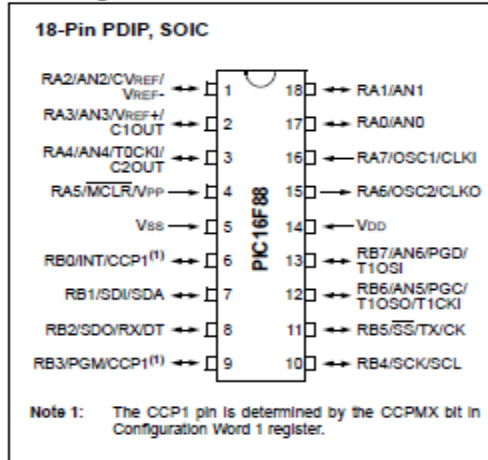 18-Pin PDIP, SOIC
RA2/AN2/CVREF/
VREF-
1
18
RA1/AN1
RA3/AN3/VREF+/
C1OUT
2
17
RA0/AN0
RA4/AN4/T0CKI/
C2OUT
3
16
RA7/OSC1/CLKI
RA5/MCLR/VPP
4
15
RA6/OSC2/CLKO
VSS
5
14
VDD
RB0/INT/CCP1(1)
6
13
RB7/AN6/PGD/
T1OSI
RB1/SDI/SDA
7
12
RB6/AN5/PGC/
T1OSO/T1CKI
RB2/SDO/RX/DT
8
11
RB5/SS/TX/CK
RB3/PGM/CCP1(1)
9
10
RB4/SCK/SCL
PIC16F88
Note 1: The CCP1 pin is determined by the CCPMX bit in
Configuration Word 1 register.